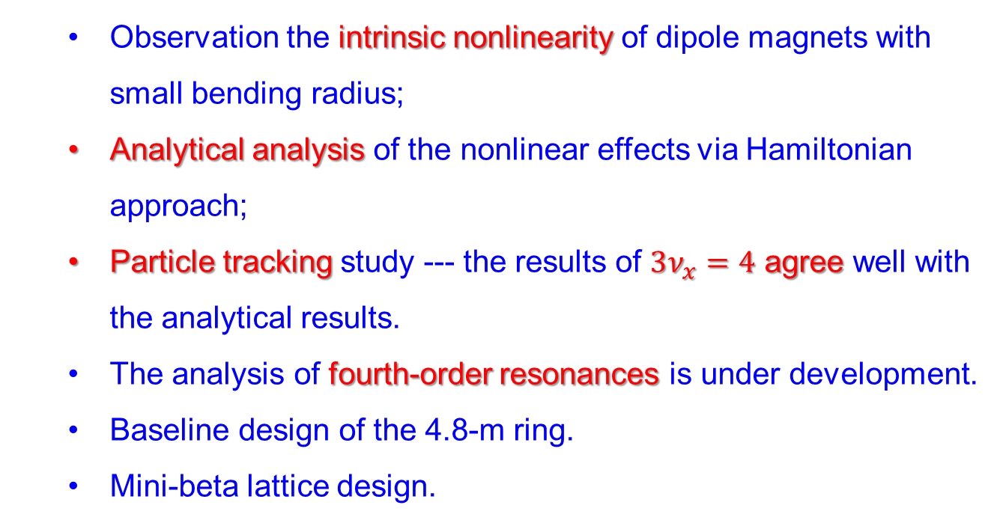 • Observation the intrinsic nonlinearity of dipole magnets with
small bending radius;
• Analytical analysis of the nonlinear effects via Hamiltonian
approach;
• Particle tracking study --- the results of 3νₓ = 4 agree well with
the analytical results.
• The analysis of fourth-order resonances is under development.
• Baseline design of the 4.8-m ring.
• Mini-beta lattice design.